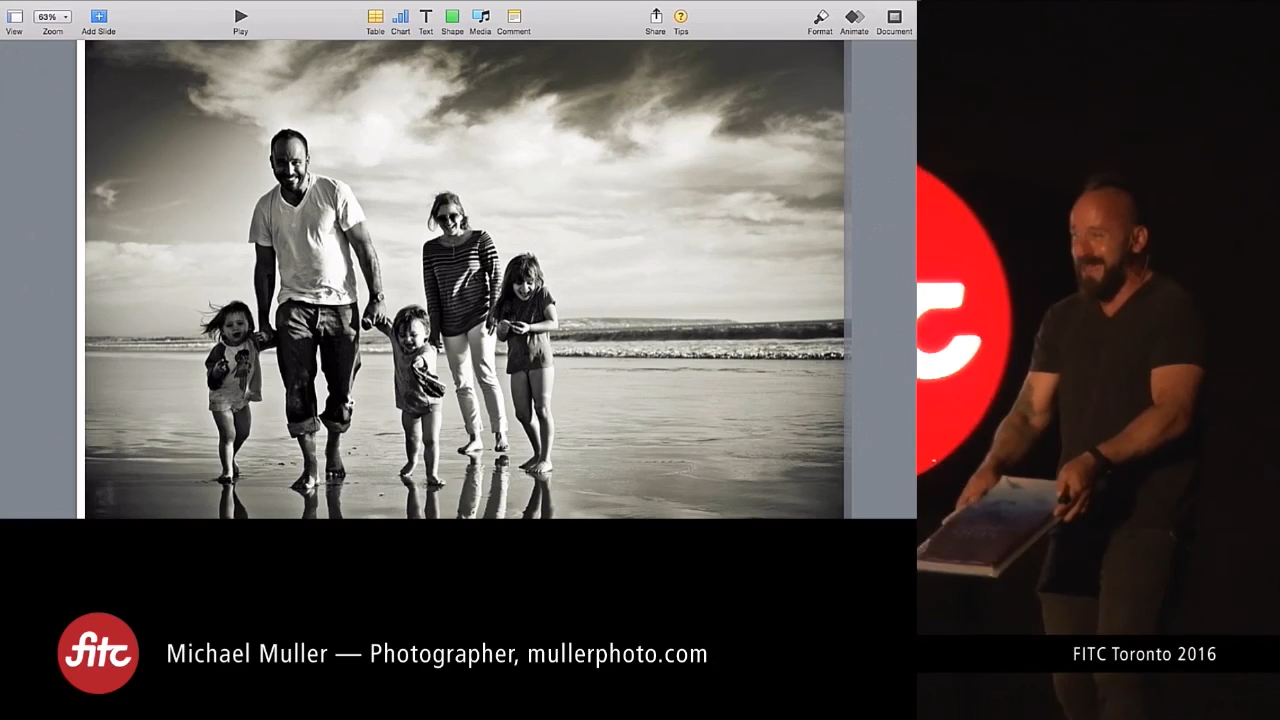 63%
View
Zoom
Add Slide
Play
Table
Chart
Text
Shape
Media
Comment
Share
Tips
Format
Animate
Document
fitc
Michael Muller — Photographer, mullerphoto.com
FITC Toronto 2016